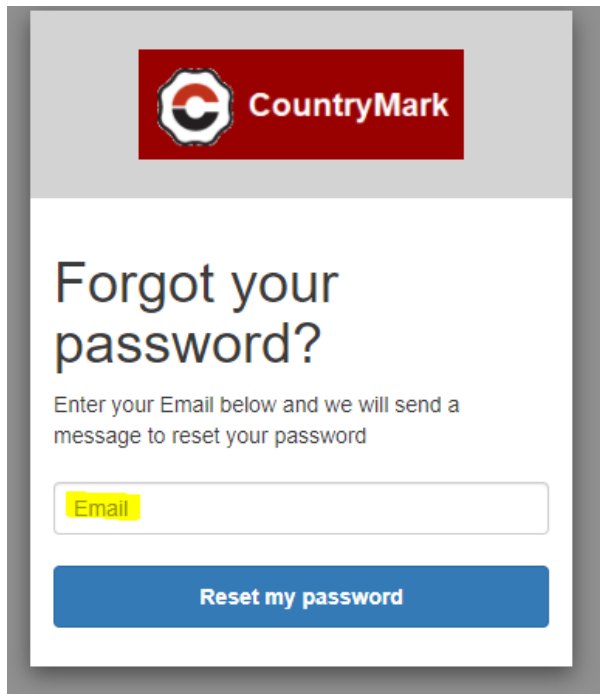 CountryMark
Forgot your
password?
Enter your Email below and we will send a
message to reset your password
Email
Reset my password